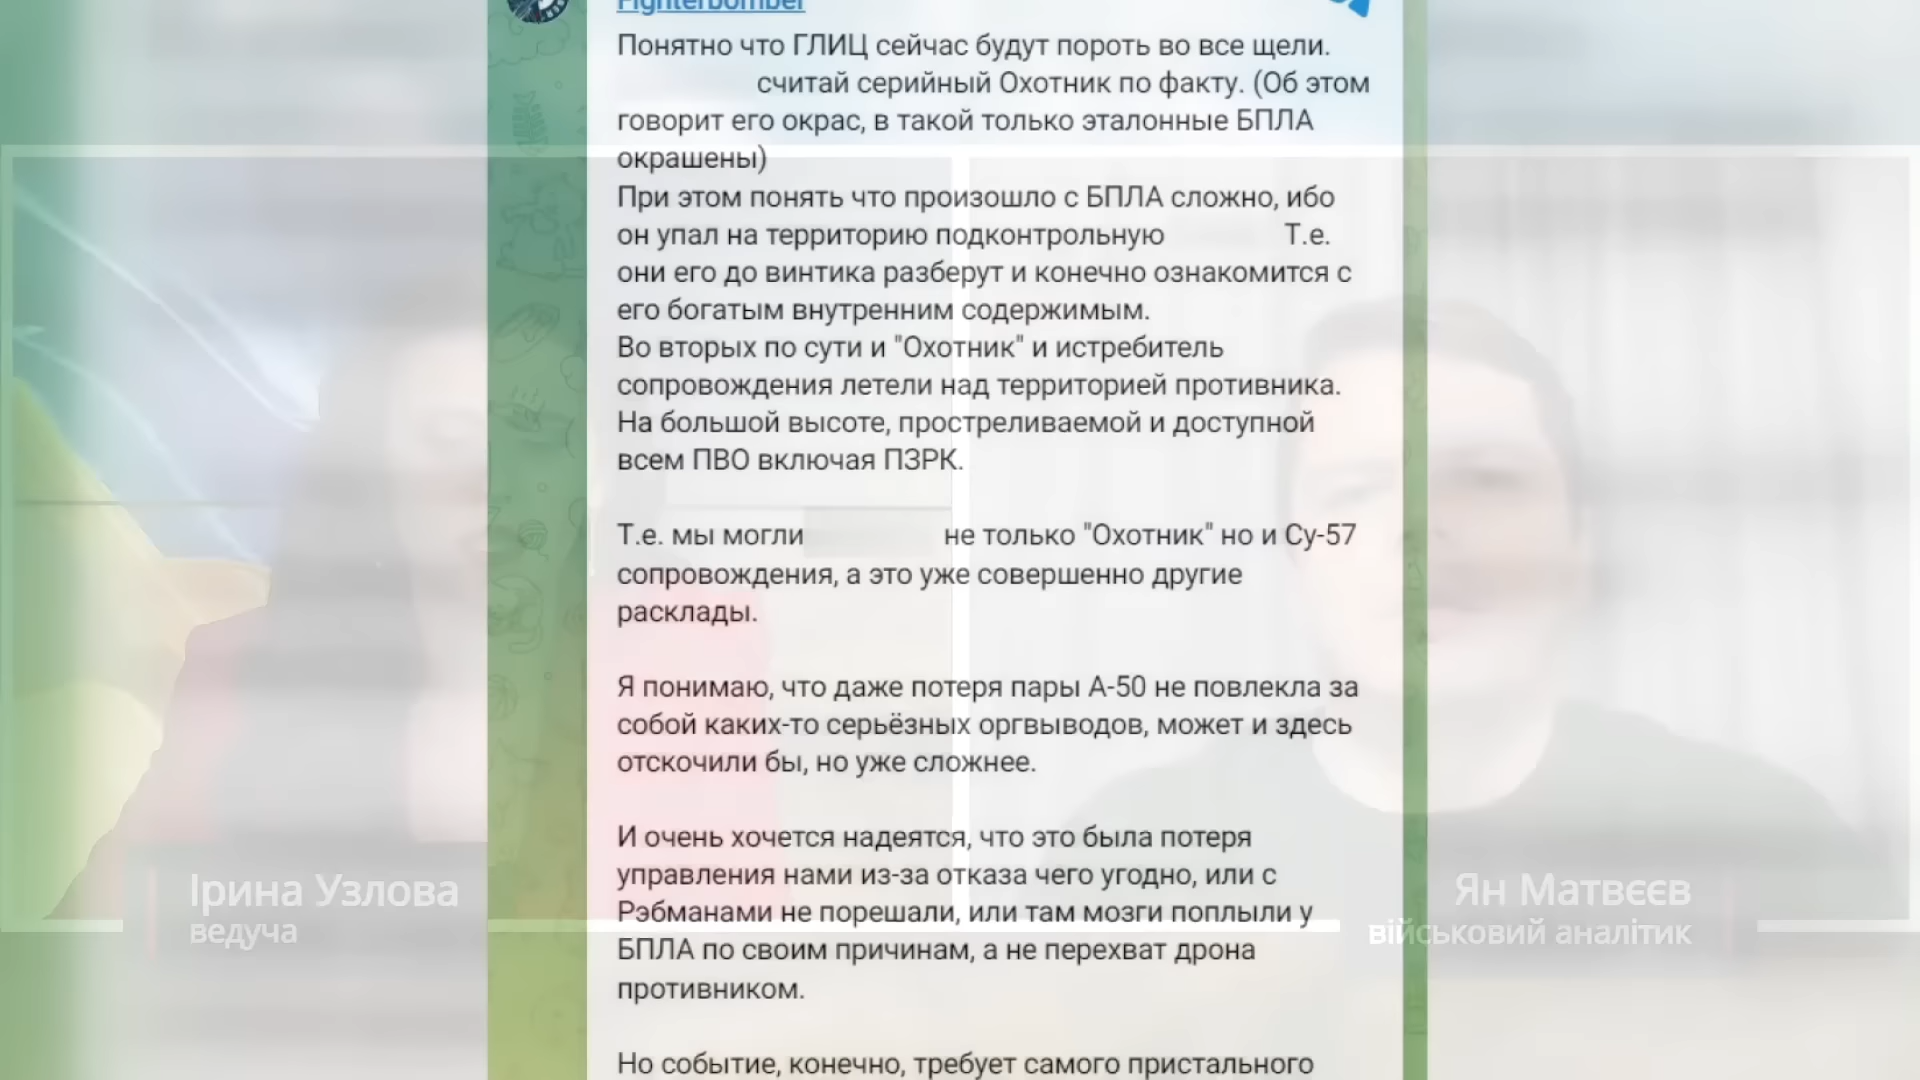 Fighterbomber
Понятно что ГЛИЦ сейчас будут пороть во все щели.
считай серийный Охотник по факту. (Об этом
говорит его окрас, в такой только эталонные БПЛА
окрашены)
При этом понять что произошло с БПЛА сложно, ибо
он упал на территорию подконтрольную Т.е.
они его до винтика разберут и конечно ознакомится с
его богатым внутренним содержимым.
Во вторых по сути и "Охотник" и истребитель
сопровождения летели над территорией противника.
На большой высоте, простреливаемой и доступной
всем ПВО включая ПЗРК.
Т.е. мы могли не только "Охотник" но и Су-57
сопровождения, а это уже совершенно другие
расклады.
Я понимаю, что даже потеря пары А-50 не повлекла за
собой каких-то серьёзных оргвыводов, может и здесь
отскочили бы, но уже сложнее.
И очень хочется надеятся, что это была потеря
управления нами из-за отказа чего угодно, или с
Рэбманами не порешали, или там мозги поплыли у
БПЛА по своим причинам, а не перехват дрона
противником.
Но событие, конечно, требует самого пристального
Ірина Узлова
ведуча
Ян Матвєєв
військовий аналітик